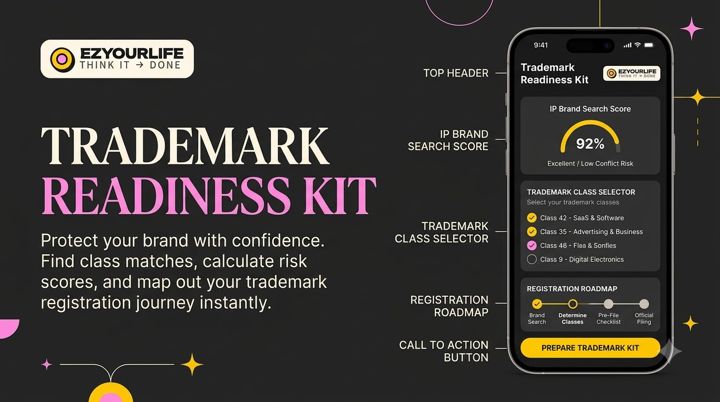 EZYOURLIFE
THINK IT → DONE
TRADEMARK
READINESS KIT
Protect your brand with confidence.
Find class matches, calculate risk
scores, and map out your trademark
registration journey instantly.
TOP HEADER
IP BRAND
SEARCH SCORE
TRADEMARK
CLASS SELECTOR
REGISTRATION
ROADMAP
CALL TO ACTION
BUTTON
9:41
Trademark
Readiness Kit
EZYOURLIFE
THINK IT → DONE
IP Brand Search Score
92%
Excellent / Low Conflict Risk
TRADEMARK CLASS SELECTOR
Select your trademark classes
Class 42 - SaaS & Software
Class 35 - Advertising & Business
Class 46 - Flaa & Sonfles
Class 9 - Digital Electronics
REGISTRATION ROADMAP
Brand
Search
Determine
Classes
Pre-File
Checklist
Official
Filing
PREPARE TRADEMARK KIT